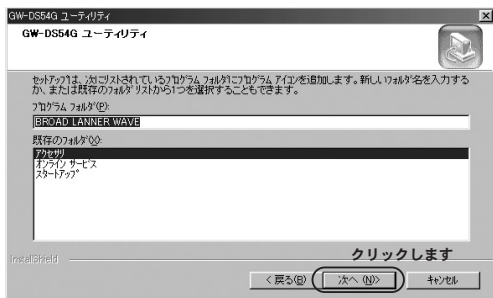 GW-DS54G ユーティリティ
GW-DS54G ユーティリティ
セットアップは、次にリストされているプログラム フォルダにプログラム アイコンを追加します。新しいフォルダ名を入力する
か、または既存のフォルダ リストから1つを選択することもできます。
プログラム フォルダ(P):
BROAD LANNER WAVE
既存のフォルダ(X):
アクセサリ
オンライン サービス
スタートアップ
クリックします
InstallShield
< 戻る(B) 次へ (N)> キャンセル